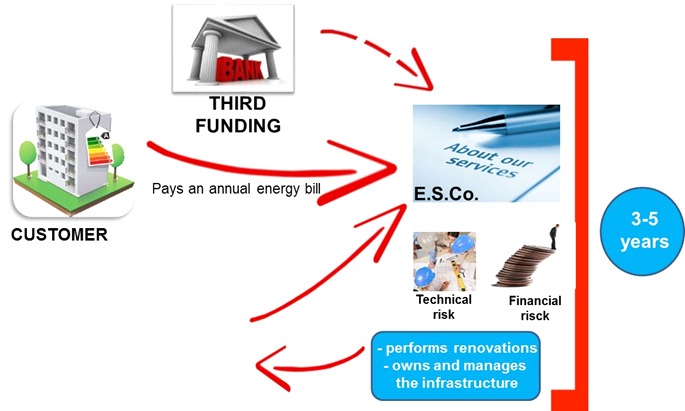 BANK
THIRD
FUNDING
A
About our
services
E.S.Co.
Pays an annual energy bill
CUSTOMER
3-5
years
Technical
risk
Financial
risck
- performs renovations
- owns and manages
the infrastructure